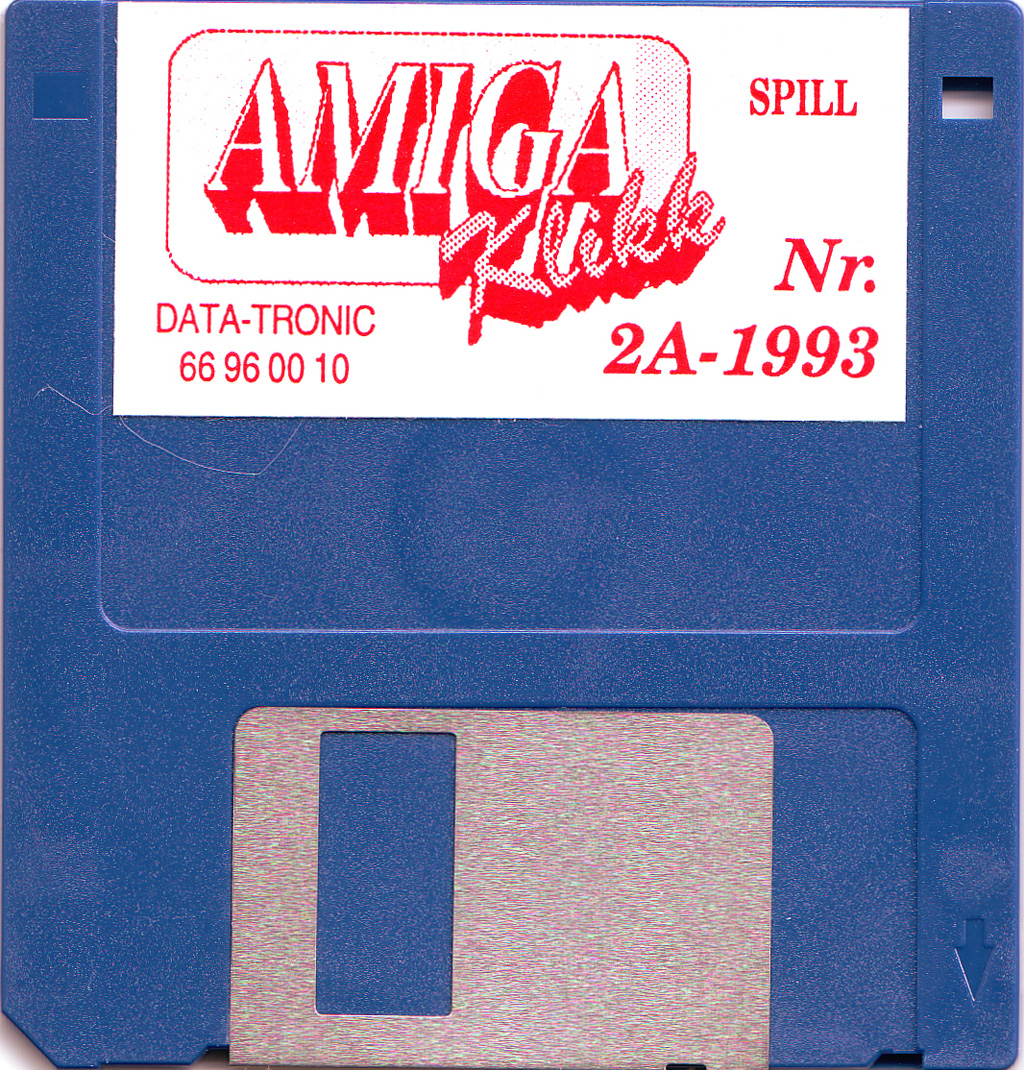 AMIGA
Klikk
SPILL
Nr.
2A-1993
DATA-TRONIC
66 96 00 10